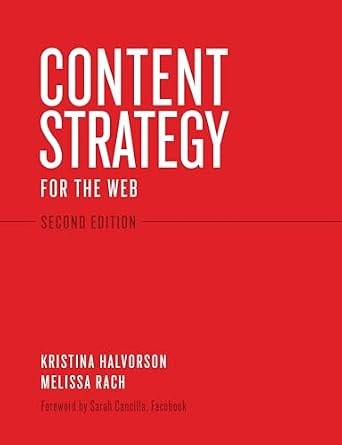 CONTENT
STRATEGY
FOR THE WEB
SECOND EDITION
KRISTINA HALVORSON
MELISSA RACH
Foreword by Sarah Cancilla, Facebook